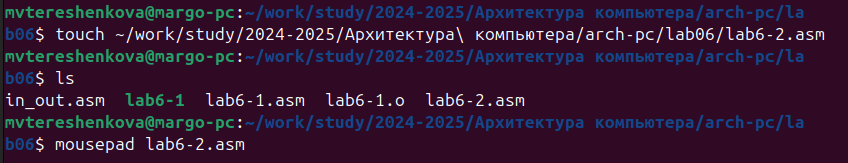 mvtereshenkova@margo-pc:~/work/study/2024-2025/Архитектура компьютера/arch-pc/la
b06$ touch ~/work/study/2024-2025/Архитектура\ компьютера/arch-pc/lab06/lab6-2.asm
mvtereshenkova@margo-pc:~/work/study/2024-2025/Архитектура компьютера/arch-pc/la
b06$ ls
in_out.asm  lab6-1  lab6-1.asm  lab6-1.o  lab6-2.asm
mvtereshenkova@margo-pc:~/work/study/2024-2025/Архитектура компьютера/arch-pc/la
b06$ mousepad lab6-2.asm